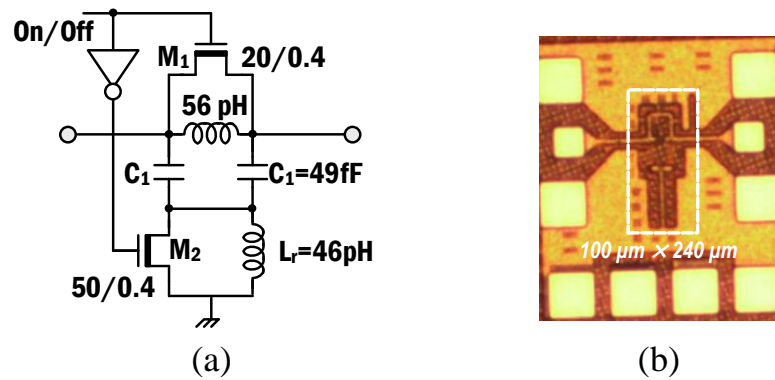 On/Off
M1
20/0.4
56 pH
C1
C1=49fF
M2
Lr=46pH
50/0.4
100 μm × 240 μm
(a)
(b)